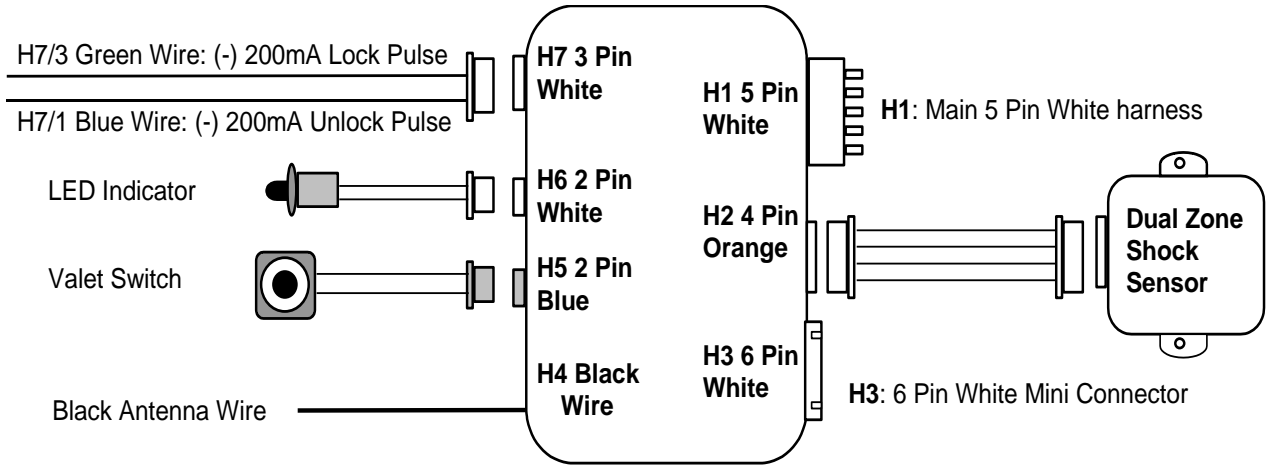 H7/3 Green Wire: (-) 200mA Lock Pulse
H7/1 Blue Wire: (-) 200mA Unlock Pulse
LED Indicator
Valet Switch
Black Antenna Wire
H7 3 Pin
White
H6 2 Pin
White
H5 2 Pin
Blue
H4 Black
Wire
H1 5 Pin
White
H2 4 Pin
Orange
H3 6 Pin
White
H1: Main 5 Pin White harness
Dual Zone
Shock
Sensor
H3: 6 Pin White Mini Connector